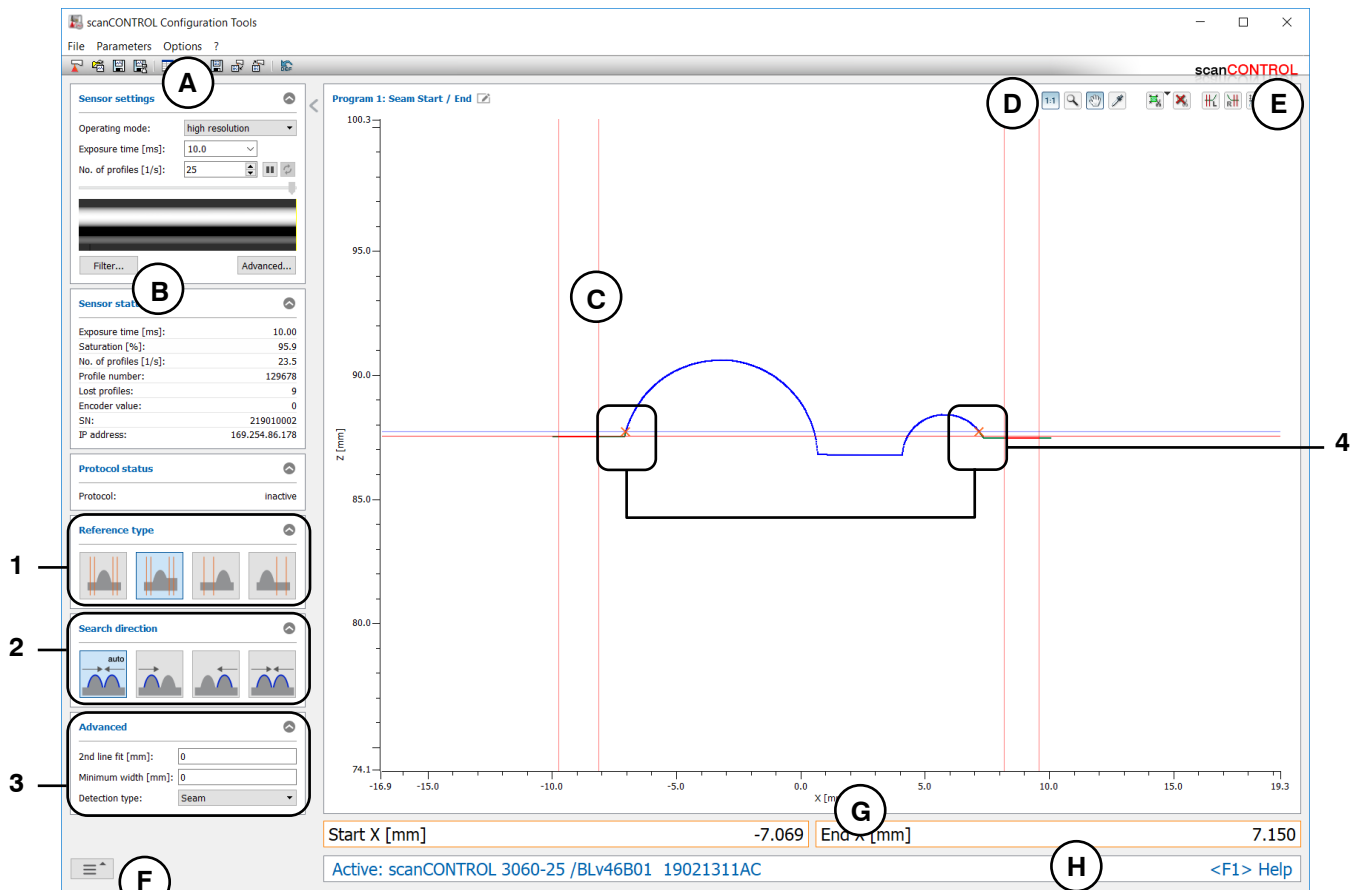 scanCONTROL Configuration Tools
File Parameters Options ?
scanCONTROL
A
Sensor settings
Operating mode: high resolution
Exposure time [ms]: 10.0
No. of profiles [1/s]: 25
Filter... Advanced...
B
Sensor
Exposure time [ms]: 10.00
Saturation [%]: 95.9
No. of profiles [1/s]: 23.5
Profile number: 129678
Lost profiles: 9
Encoder value: 0
SN: 219010002
IP address: 169.254.86.178
Protocol status
Protocol: inactive
1
Reference type
2
Search direction
auto
3
Advanced
2nd line fit [mm]: 0
Minimum width [mm]: 0
Detection type: Seam
F
Program 1: Seam Start / End
D
1:1
E
C
4
100.3
95.0
90.0
85.0
80.0
74.1
Z [mm]
-16.9 -15.0 -10.0 -5.0 0.0 5.0 10.0 15.0 19.3
X
G
Start X [mm] -7.069
End X [mm] 7.150
H
Active: scanCONTROL 3060-25 /BLv46B01 19021311AC <F1> Help